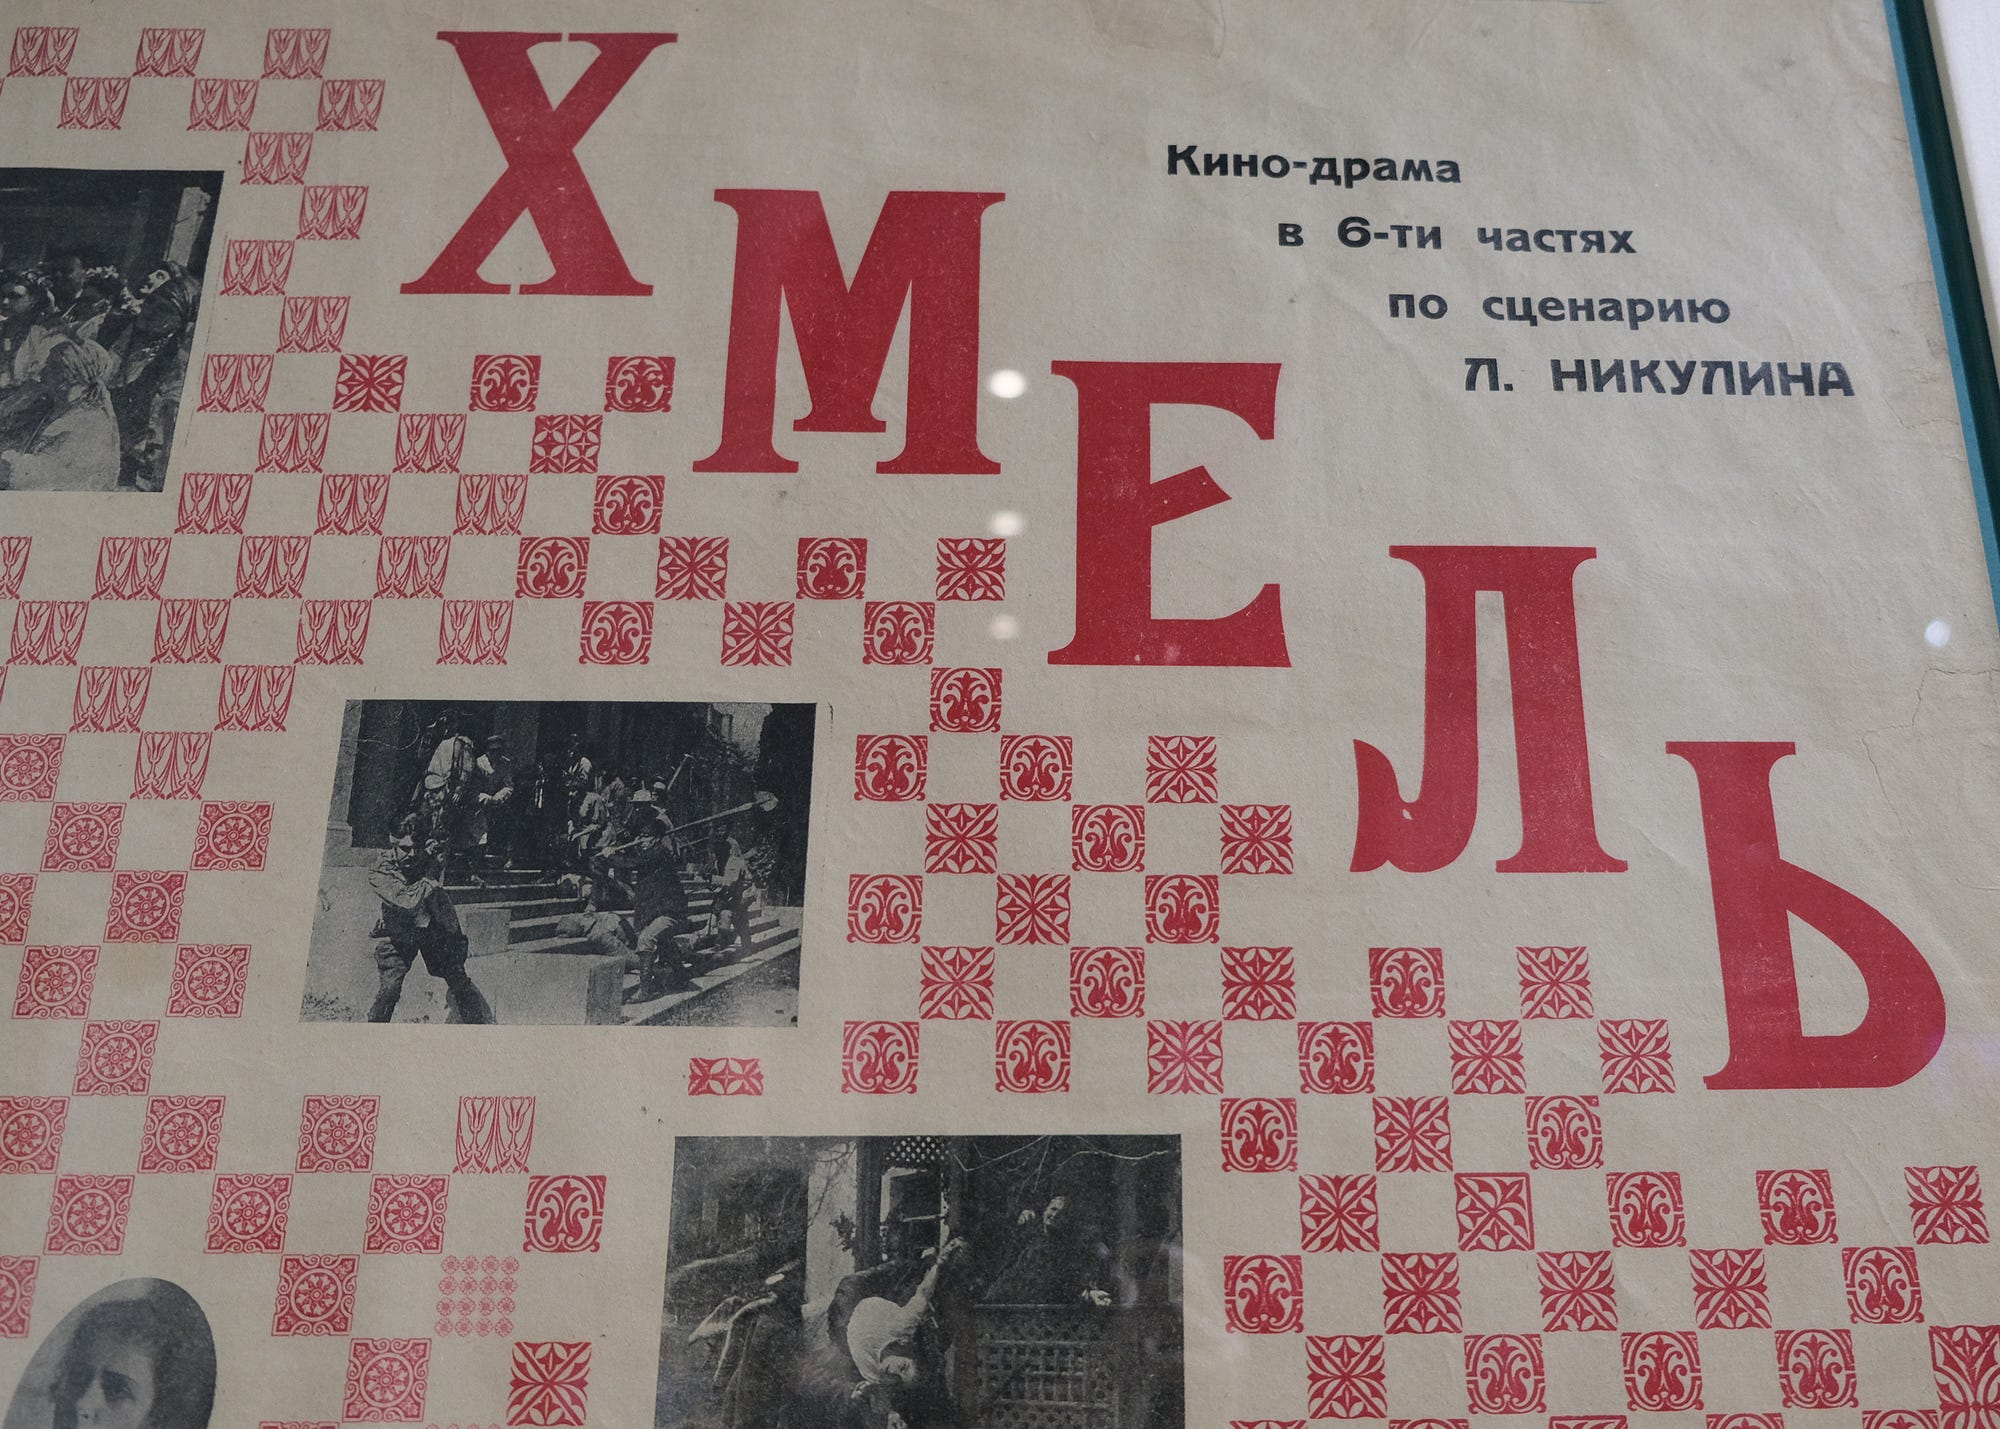 ХМЕЛЬ
Кино-драма
в 6-ти частях
по сценарию
Л. НИКУЛИНА